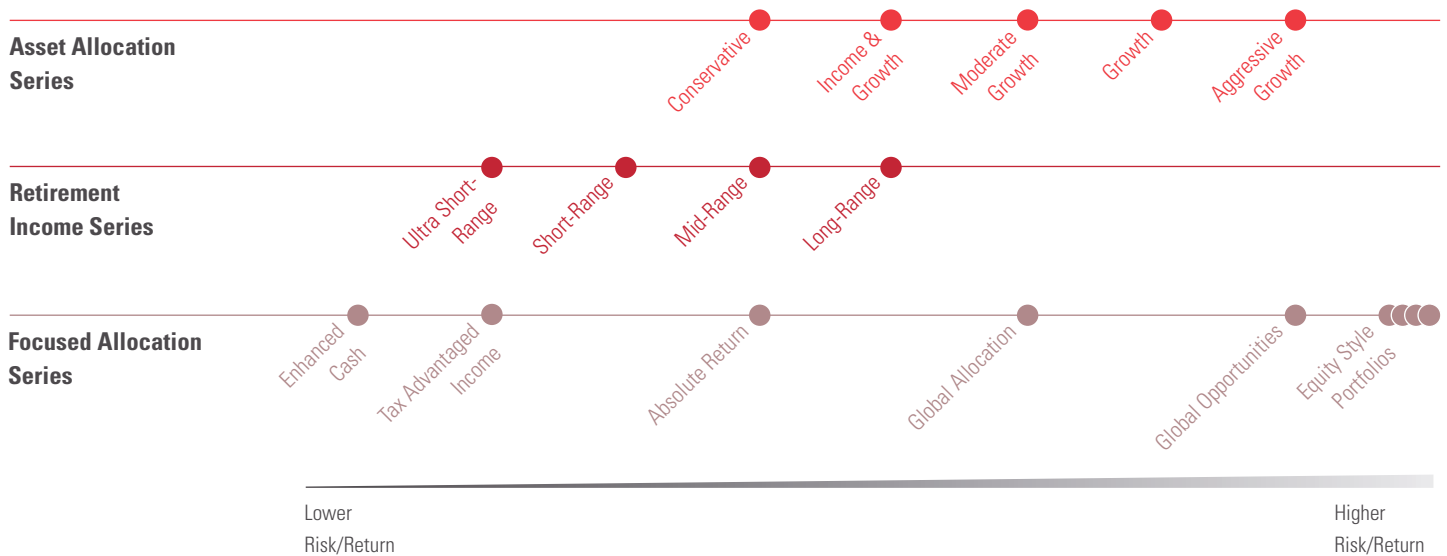 Asset Allocation
Series
Conservative
Income &
Growth
Moderate
Growth
Growth
Aggressive
Growth
Retirement
Income Series
Ultra Short-
Range
Short-Range
Mid-Range
Long-Range
Focused Allocation
Series
Enhanced
Cash
Tax Advantaged
Income
Absolute Return
Global Allocation
Global Opportunities
Equity Style
Portfolios
Lower
Risk/Return
Higher
Risk/Return